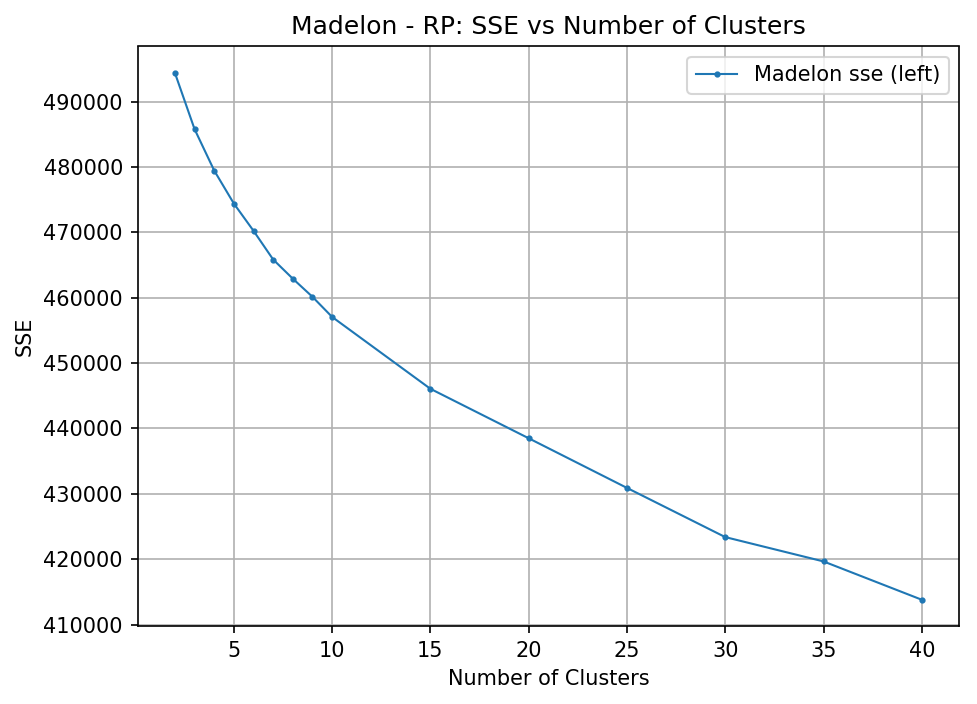 Madelon - RP: SSE vs Number of Clusters
Madelon sse (left)
SSE
490000
480000
470000
460000
450000
440000
430000
420000
410000
5 10 15 20 25 30 35 40
Number of Clusters